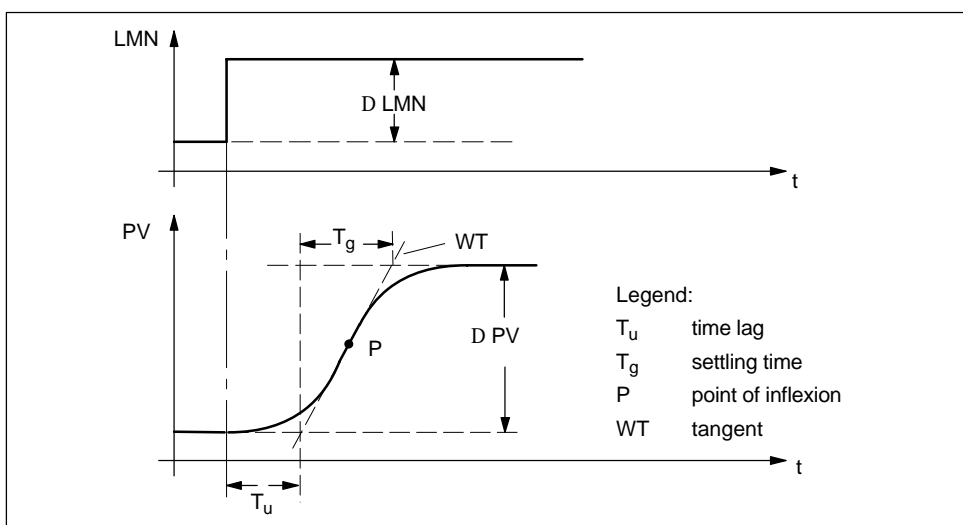 LMN
D LMN
t
PV
Tg
WT
P
D PV
Legend:
Tu time lag
Tg settling time
P point of inflexion
WT tangent
t
Tu